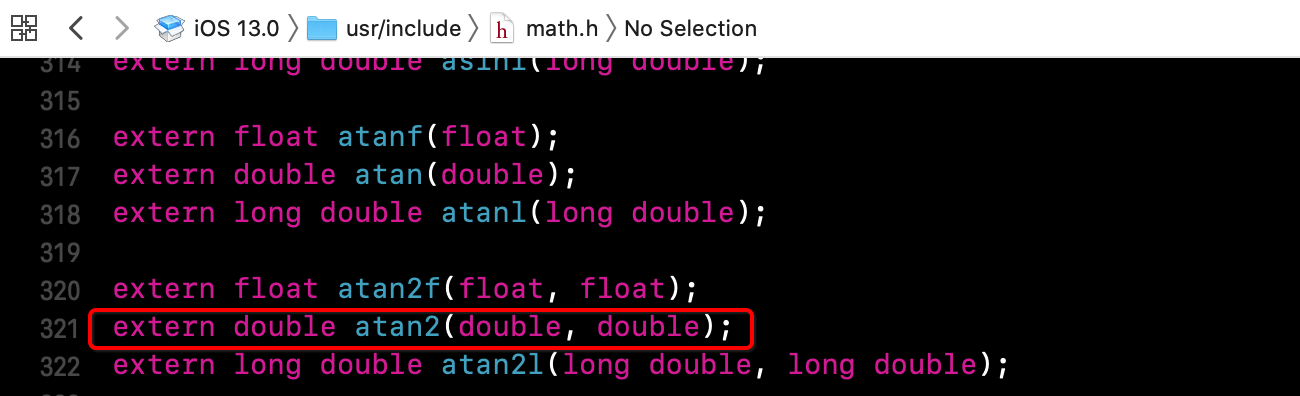 iOS 13.0 usr/include h math.h No Selection
314 extern long double asinl(long double);
315
316 extern float atanf(float);
317 extern double atan(double);
318 extern long double atanl(long double);
319
320 extern float atan2f(float, float);
321 extern double atan2(double, double);
322 extern long double atan2l(long double, long double);